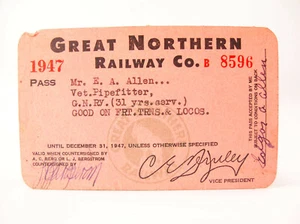 GREAT NORTHERN
1947 RAILWAY CO. B 8596
PASS Mr. E. A. Allen...
Vet.Pipefitter,
G.N.RY.(31 yrs.serv.)
GOOD ON FRT.TRNS.& LOCOS.
UNTIL DECEMBER 31, 1947, UNLESS OTHERWISE SPECIFIED
VALID WHEN COUNTERSIGNED BY
A. C. BERG OR L. J. BERGSTROM
COUNTERSIGNED BY
VICE PRESIDENT
THIS PASS ACCEPTED BY ME
SUBJECT TO CONDITIONS ON BACK